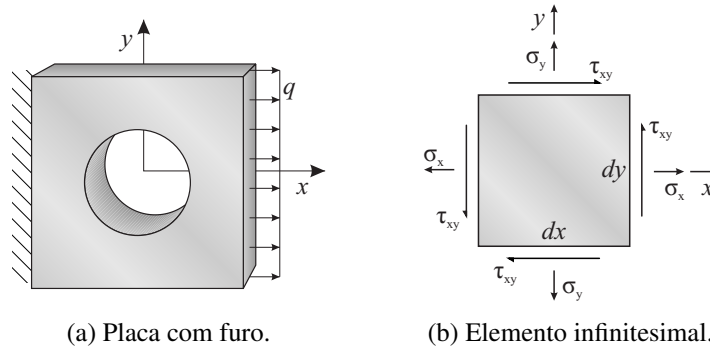 y
q
x
(a) Placa com furo.
y
σy
τxy
τxy
σx
dy
σx
x
τxy
dx
τxy
σy
(b) Elemento infinitesimal.